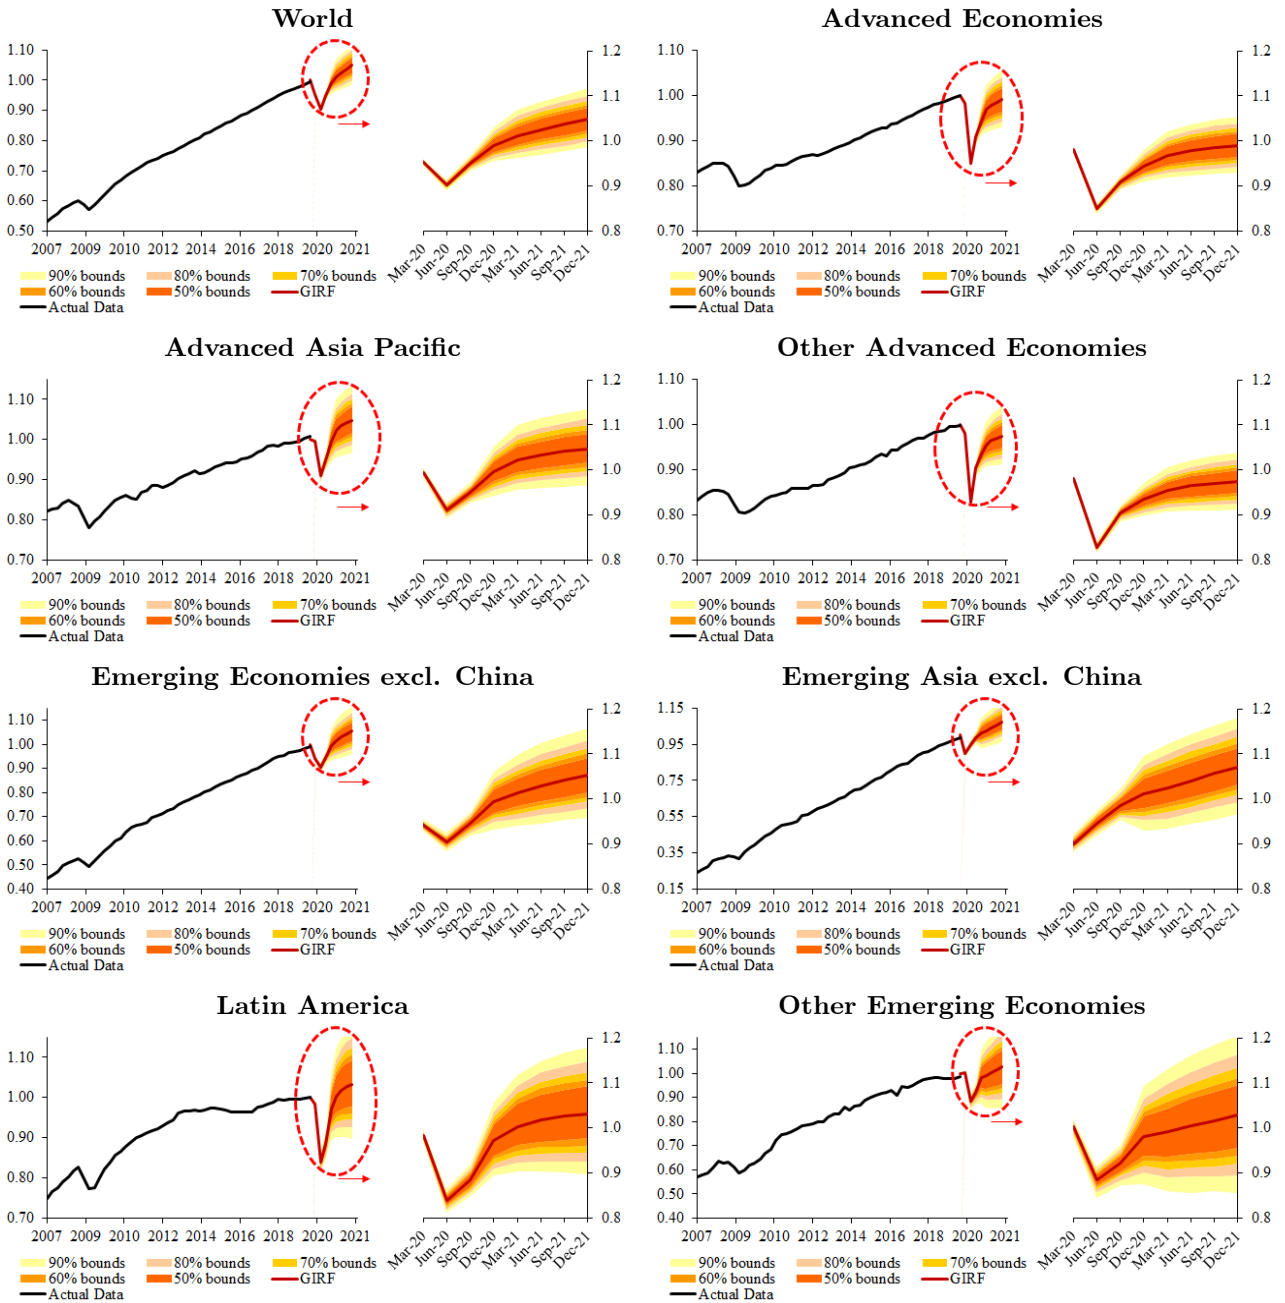 World
1.10
1.00
0.90
0.80
0.70
0.60
0.50
2007 2009 2010 2012 2014 2016 2018 2020 2021
1.2
1.1
1.0
0.9
0.8
Mar-20 Jun-20 Sep-20 Dec-20 Mar-21 Jun-21 Sep-21 Dec-21
90% bounds 80% bounds 70% bounds
60% bounds 50% bounds GIRF
Actual Data
Advanced Economies
1.10
1.00
0.90
0.80
0.70
2007 2009 2010 2012 2014 2016 2018 2020 2021
1.2
1.1
1.0
0.9
0.8
Mar-20 Jun-20 Sep-20 Dec-20 Mar-21 Jun-21 Sep-21 Dec-21
90% bounds 80% bounds 70% bounds
60% bounds 50% bounds GIRF
Actual Data
Advanced Asia Pacific
1.10
1.00
0.90
0.80
0.70
2007 2009 2010 2012 2014 2016 2018 2020 2021
1.2
1.1
1.0
0.9
0.8
Mar-20 Jun-20 Sep-20 Dec-20 Mar-21 Jun-21 Sep-21 Dec-21
90% bounds 80% bounds 70% bounds
60% bounds 50% bounds GIRF
Actual Data
Other Advanced Economies
1.10
1.00
0.90
0.80
0.70
2007 2009 2010 2012 2014 2016 2018 2020 2021
1.2
1.1
1.0
0.9
0.8
Mar-20 Jun-20 Sep-20 Dec-20 Mar-21 Jun-21 Sep-21 Dec-21
90% bounds 80% bounds 70% bounds
60% bounds 50% bounds GIRF
Actual Data
Emerging Economies excl. China
1.10
1.00
0.90
0.80
0.70
0.60
0.50
0.40
2007 2009 2010 2012 2014 2016 2018 2020 2021
1.2
1.1
1.0
0.9
0.8
Mar-20 Jun-20 Sep-20 Dec-20 Mar-21 Jun-21 Sep-21 Dec-21
90% bounds 80% bounds 70% bounds
60% bounds 50% bounds GIRF
Actual Data
Emerging Asia excl. China
1.15
0.95
0.75
0.55
0.35
0.15
2007 2009 2010 2012 2014 2016 2018 2020 2021
1.2
1.1
1.0
0.9
0.8
Mar-20 Jun-20 Sep-20 Dec-20 Mar-21 Jun-21 Sep-21 Dec-21
90% bounds 80% bounds 70% bounds
60% bounds 50% bounds GIRF
Actual Data
Latin America
1.10
1.00
0.90
0.80
0.70
2007 2009 2010 2012 2014 2016 2018 2020 2021
1.2
1.1
1.0
0.9
0.8
Mar-20 Jun-20 Sep-20 Dec-20 Mar-21 Jun-21 Sep-21 Dec-21
90% bounds 80% bounds 70% bounds
60% bounds 50% bounds GIRF
Actual Data
Other Emerging Economies
1.10
1.00
0.90
0.80
0.70
0.60
0.50
0.40
2007 2009 2010 2012 2014 2016 2018 2020 2021
1.2
1.1
1.0
0.9
0.8
Mar-20 Jun-20 Sep-20 Dec-20 Mar-21 Jun-21 Sep-21 Dec-21
90% bounds 80% bounds 70% bounds
60% bounds 50% bounds GIRF
Actual Data